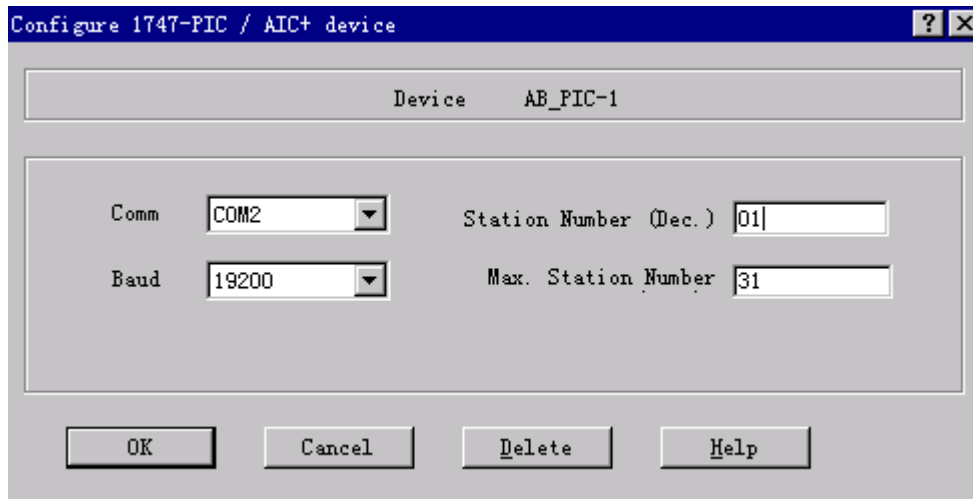 Configure 1747-PIC / AIC+ device
Device AB_PIC-1
Comm COM2 Station Number (Dec.) 01
Baud 19200 Max. Station Number 31
OK Cancel Delete Help